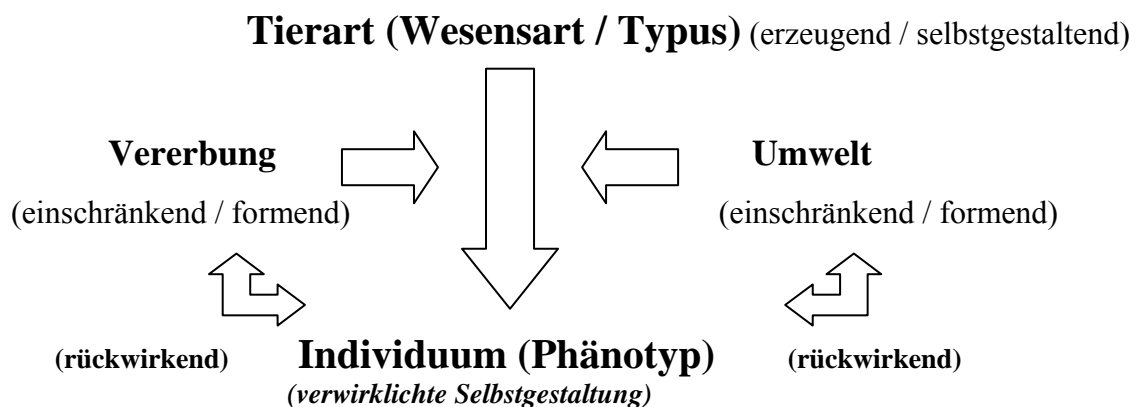 Tierart (Wesensart / Typus) (erzeugend / selbstgestaltend)
Vererbung
(einschränkend / formend)
Umwelt
(einschränkend / formend)
(rückwirkend)
Individuum (Phänotyp)
(verwirklichte Selbstgestaltung)
(rückwirkend)